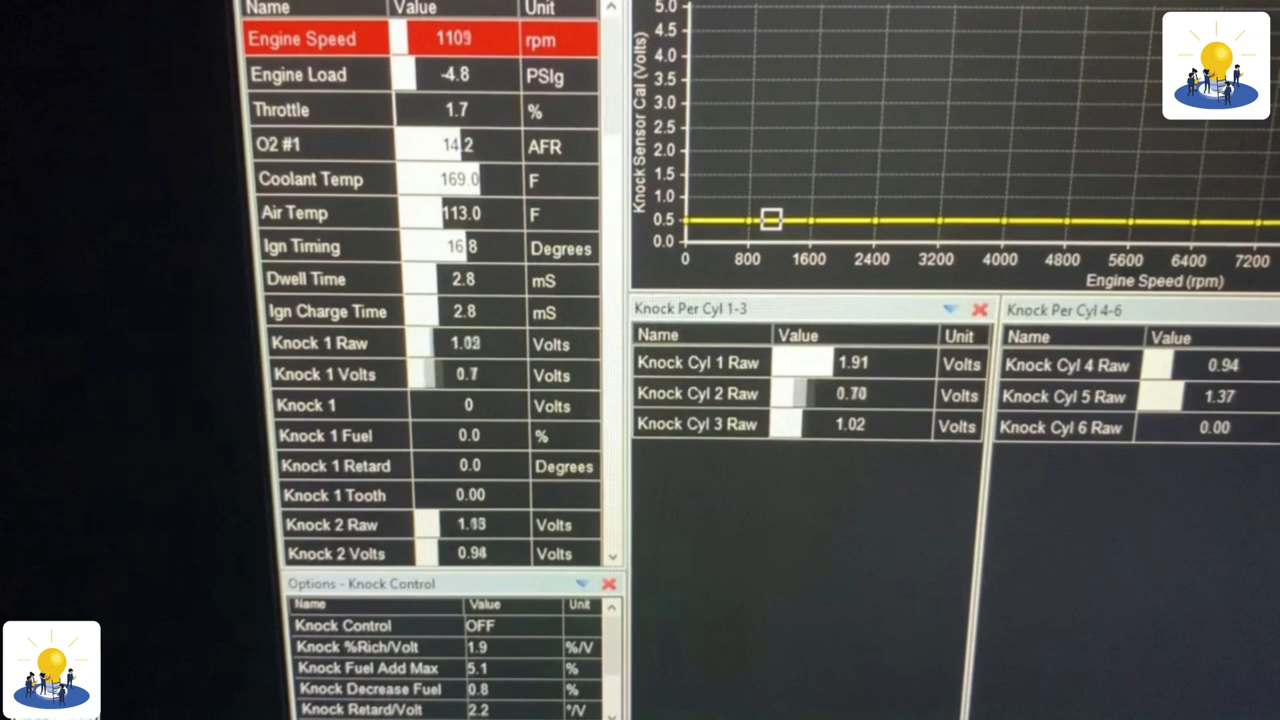 Name Value Unit
Engine Speed 1109 rpm
Engine Load -4.8 PSIg
Throttle 1.7 %
O2 #1 14.2 AFR
Coolant Temp 169.0 F
Air Temp 113.0 F
Ign Timing 16.8 Degrees
Dwell Time 2.8 mS
Ign Charge Time 2.8 mS
Knock 1 Raw Volts
Knock 1 Volts 0.7 Volts
Knock 1 0 Volts
Knock 1 Fuel 0.0 %
Knock 1 Retard 0.0 Degrees
Knock 1 Tooth 0.00
Knock 2 Raw Volts
Knock 2 Volts 0.94 Volts
Options - Knock Control
Name Value Unit
Knock Control OFF
Knock %Rich/Volt 1.9 %/V
Knock Fuel Add Max 5.1 %
Knock Decrease Fuel 0.8 %
Knock Retard/Volt 2.2 °/V
Knock Sensor Cal (Volts)
5.0
4.5
4.0
3.5
3.0
2.5
2.0
1.5
1.0
0.5
0.0
0 800 1600 2400 3200 4000 4800 5600 6400 7200
Engine Speed (rpm)
Knock Per Cyl 1-3
Name Value Unit
Knock Cyl 1 Raw 1.91 Volts
Knock Cyl 2 Raw 0.70 Volts
Knock Cyl 3 Raw 1.02 Volts
Knock Per Cyl 4-6
Name Value
Knock Cyl 4 Raw 0.94
Knock Cyl 5 Raw 1.37
Knock Cyl 6 Raw 0.00